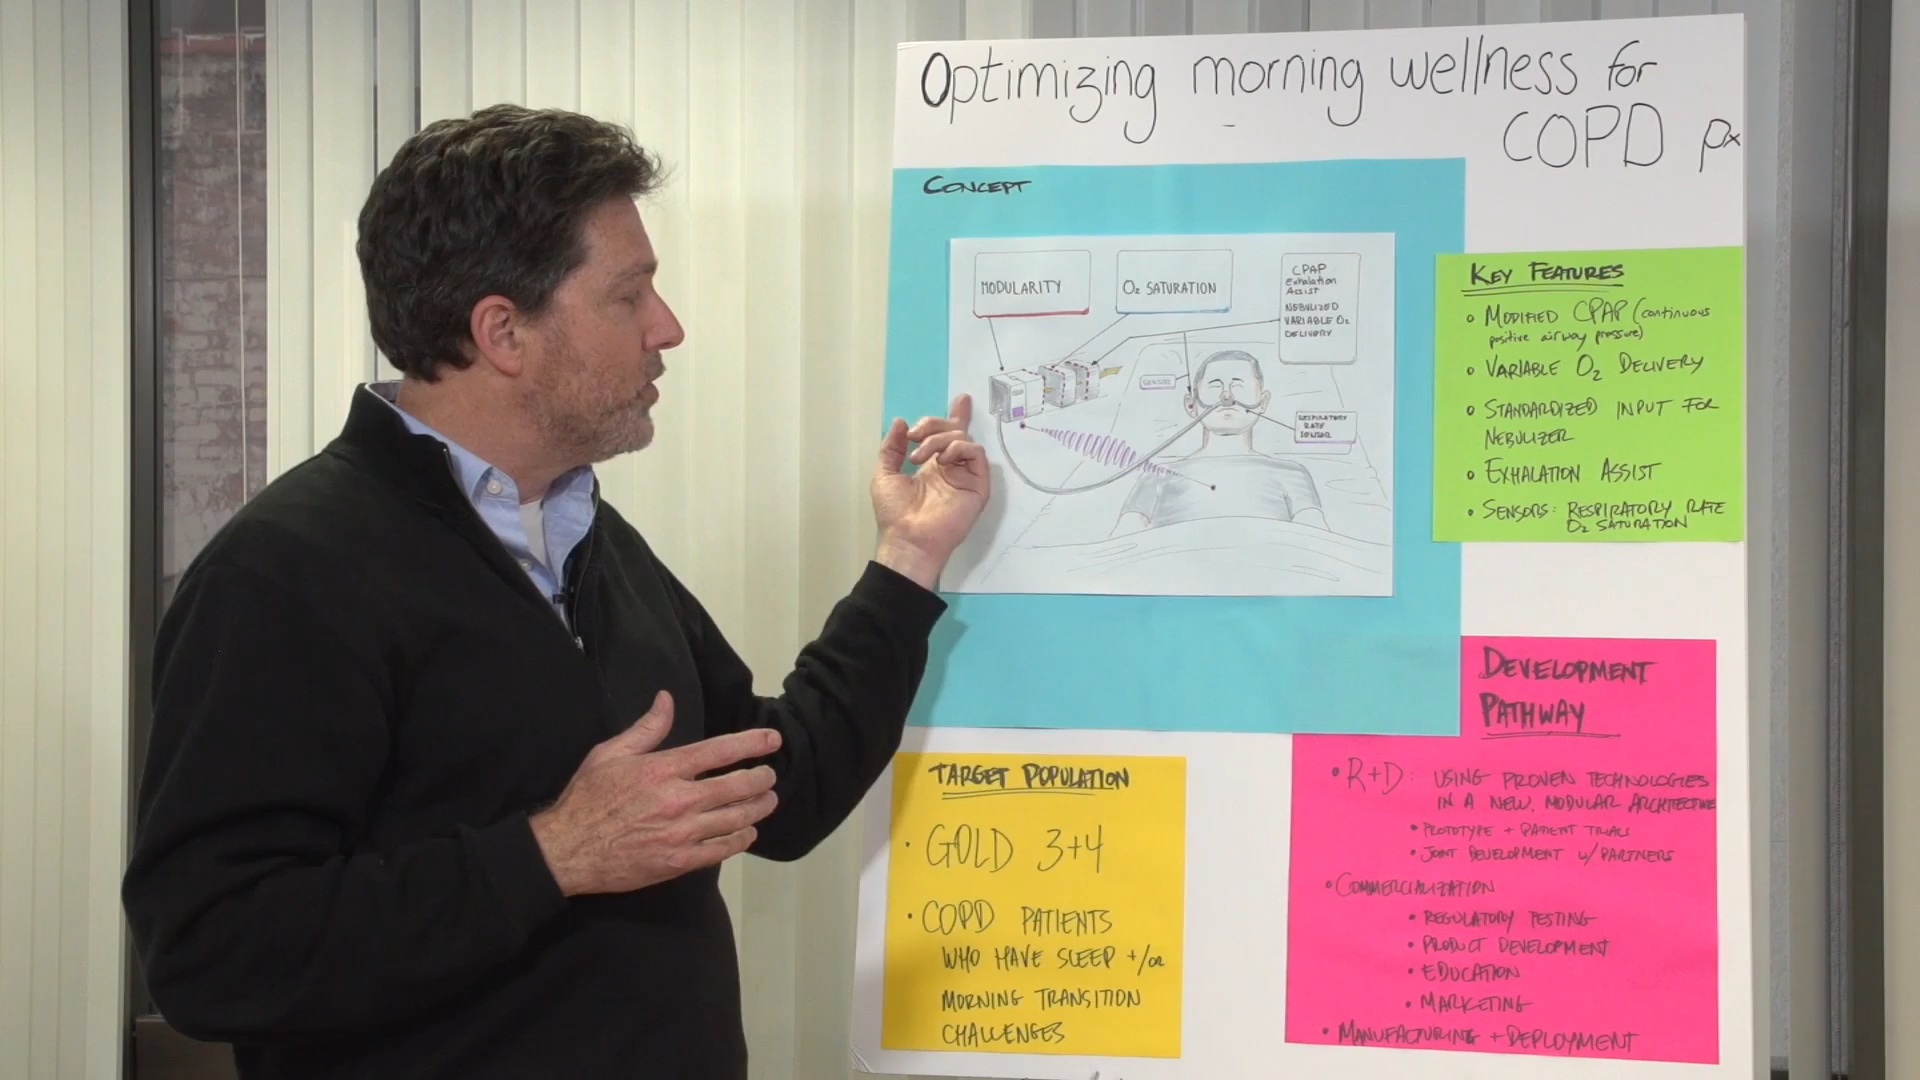 Optimizing morning wellness for
COPD px
CONCEPT
MODULARITY
O2 SATURATION
CPAP
Exhalation
Assist
NEBULIZED
VARIABLE O2
DELIVERY
SENSOR
RESPIRATORY
RATE
SENSOR
KEY FEATURES
• MODIFIED CPAP (continuous
positive airway pressure)
• VARIABLE O2 DELIVERY
• STANDARDIZED INPUT FOR
NEBULIZER
• EXHALATION ASSIST
• SENSORS: RESPIRATORY RATE
O2 SATURATION
TARGET POPULATION
• GOLD 3+4
• COPD PATIENTS
WHO HAVE SLEEP +/OR
MORNING TRANSITION
CHALLENGES
DEVELOPMENT
PATHWAY
• R+D: USING PROVEN TECHNOLOGIES
IN A NEW, MODULAR ARCHITECTURE
• PROTOTYPE + PATIENT TRIALS
• JOINT DEVELOPMENT W/PARTNERS
• COMMERCIALIZATION
• REGULATORY TESTING
• PRODUCT DEVELOPMENT
• EDUCATION
• MARKETING
• MANUFACTURING + DEPLOYMENT